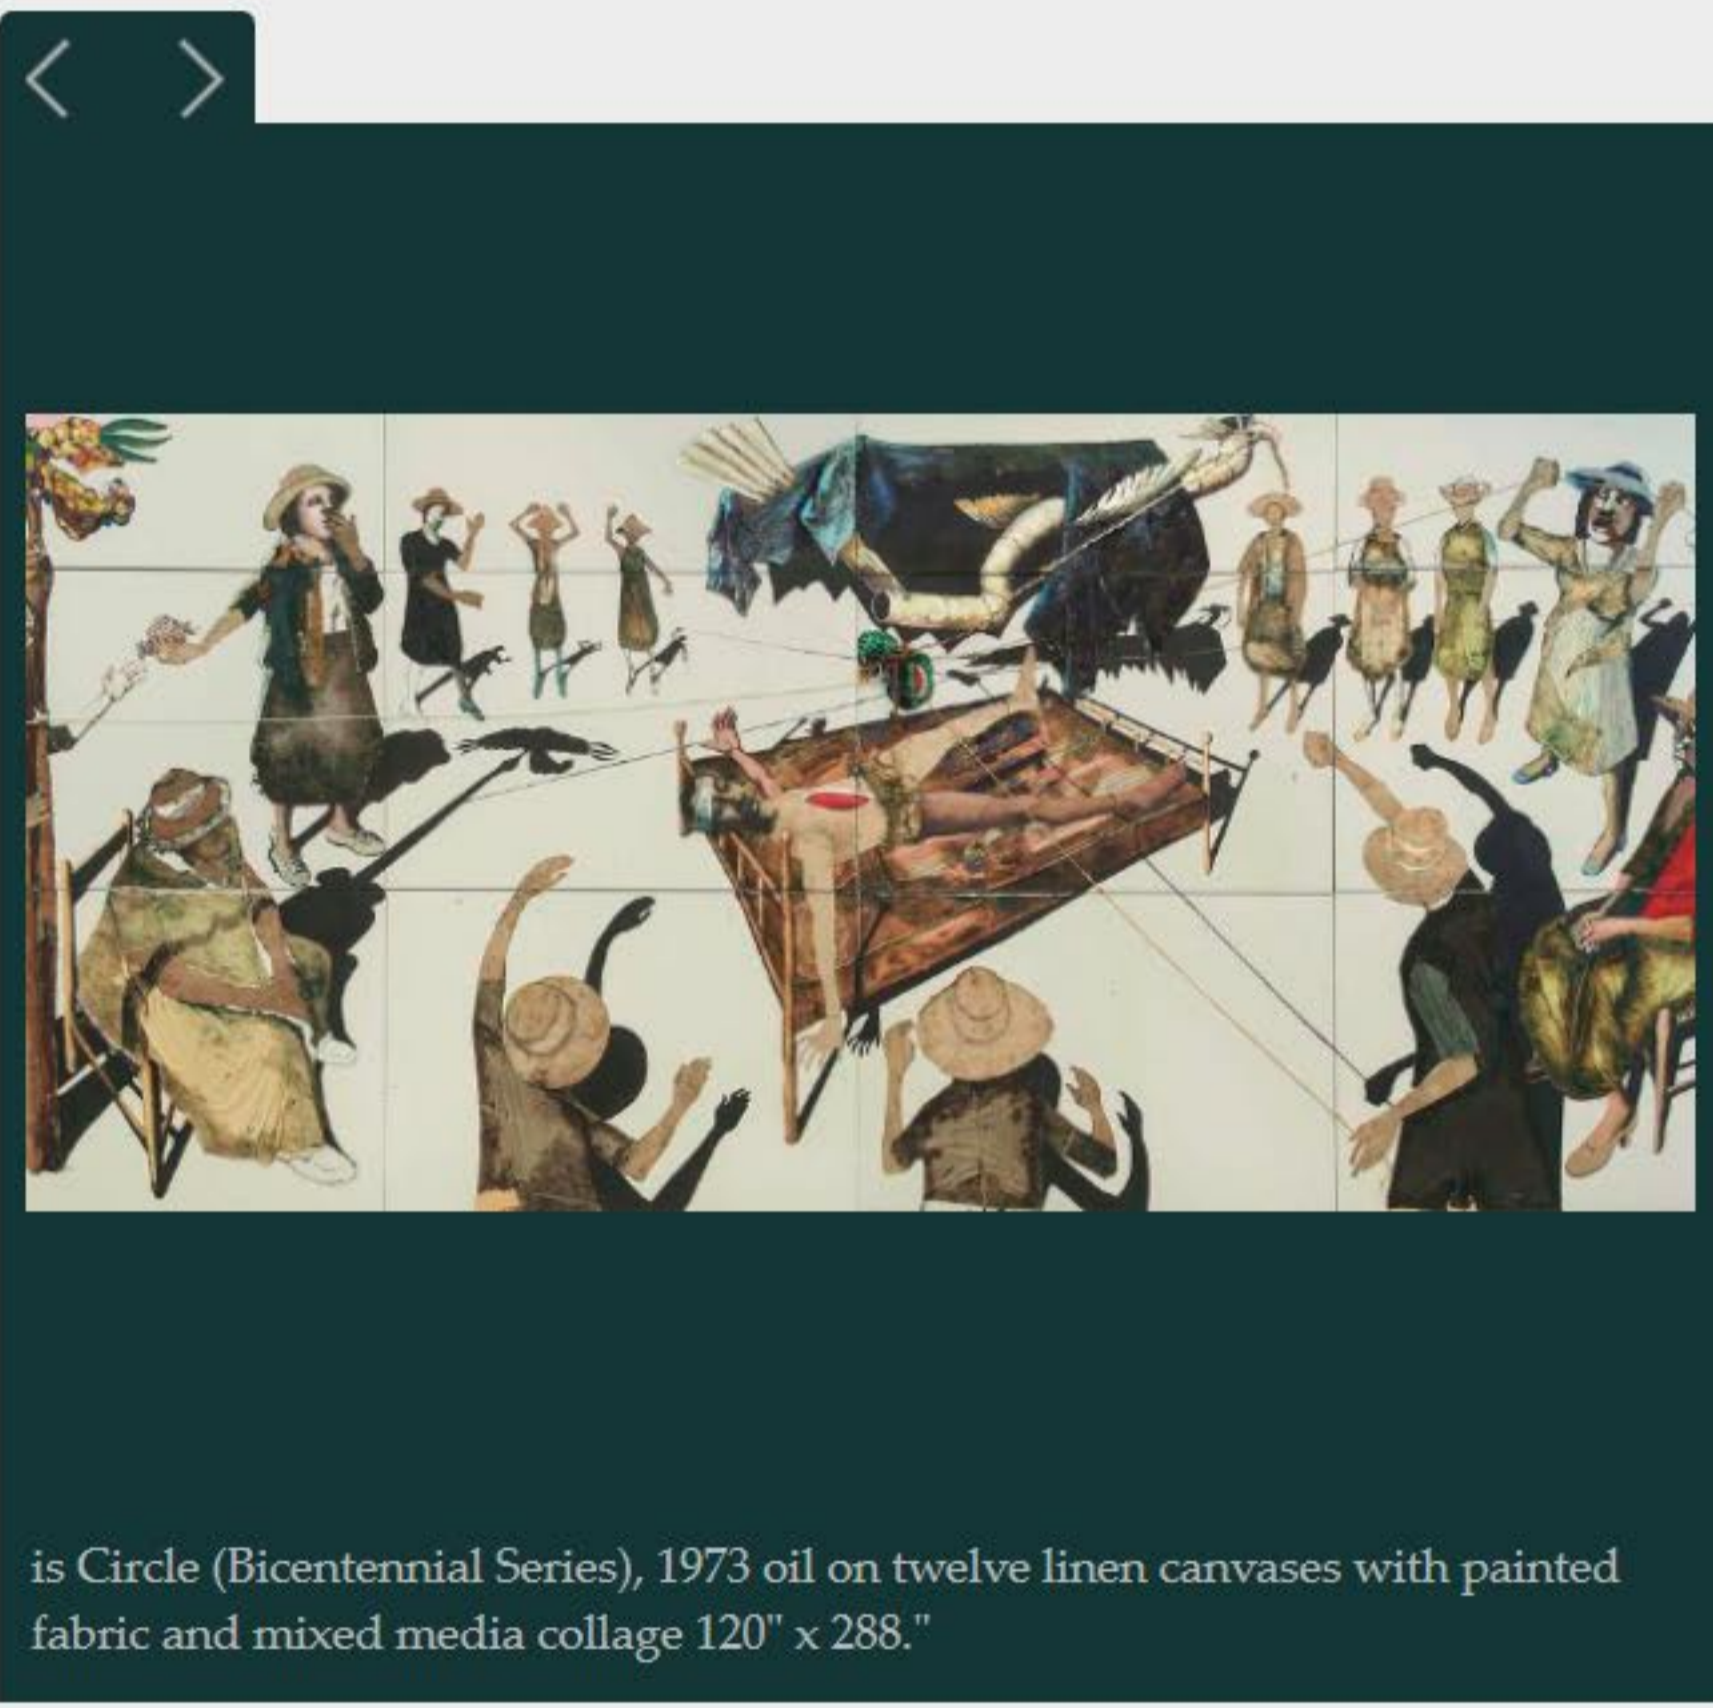 is Circle (Bicentennial Series), 1973 oil on twelve linen canvases with painted
fabric and mixed media collage 120" x 288."